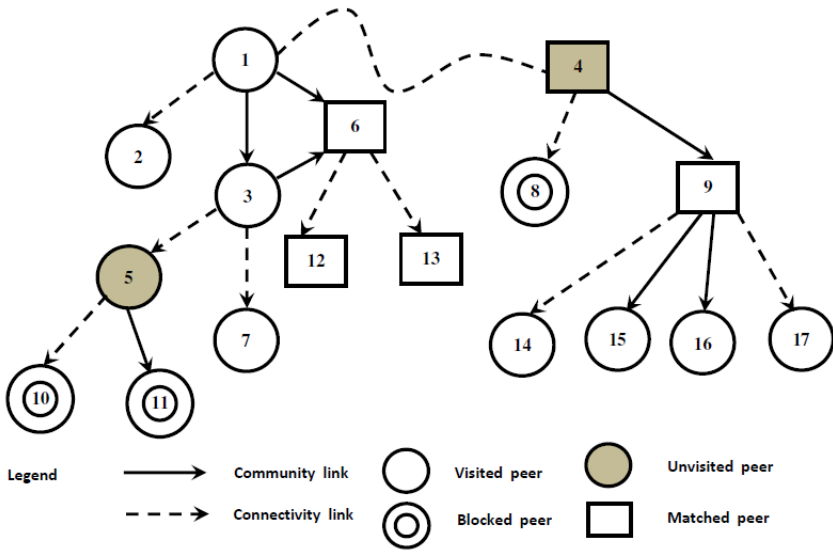 1
4
6
2
3
8
9
12
13
5
7
14
15
16
17
10
11
Legend
Community link
Visited peer
Unvisited peer
Connectivity link
Blocked peer
Matched peer